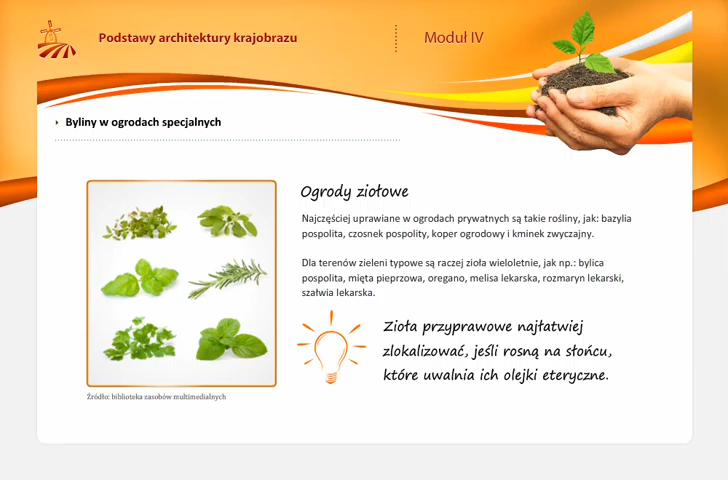 Podstawy architektury krajobrazu
Moduł IV
Byliny w ogrodach specjalnych
Ogrody ziołowe
Najczęściej uprawiane w ogrodach prywatnych są takie rośliny, jak: bazylia
pospolita, czosnek pospolity, koper ogrodowy i kminek zwyczajny.
Dla terenów zieleni typowe są raczej zioła wieloletnie, jak np.: bylica
pospolita, mięta pieprzowa, oregano, melisa lekarska, rozmaryn lekarski,
szałwia lekarska.
Zioła przyprawowe najłatwiej
zlokalizować, jeśli rosną na słońcu,
które uwalnia ich olejki eteryczne.
Źródło: biblioteka zasobów multimedialnych